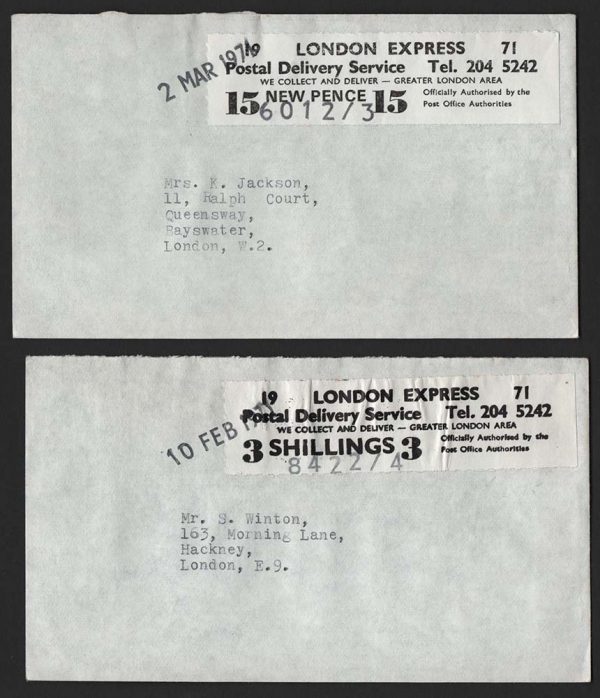 2 MAR 1971
19 LONDON EXPRESS 71
Postal Delivery Service Tel. 204 5242
WE COLLECT AND DELIVER — GREATER LONDON AREA
15 NEW PENCE 15
Officially Authorised by the
Post Office Authorities
6012/3
Mrs. K. Jackson,
11, Ralph Court,
Queensway,
Bayswater,
London, W.2.
10 FEB
19 LONDON EXPRESS 71
Postal Delivery Service Tel. 204 5242
WE COLLECT AND DELIVER — GREATER LONDON AREA
3 SHILLINGS 3
Officially Authorised by the
Post Office Authorities
8422/4
Mr. S. Winton,
163, Morning Lane,
Hackney,
London, E.9.